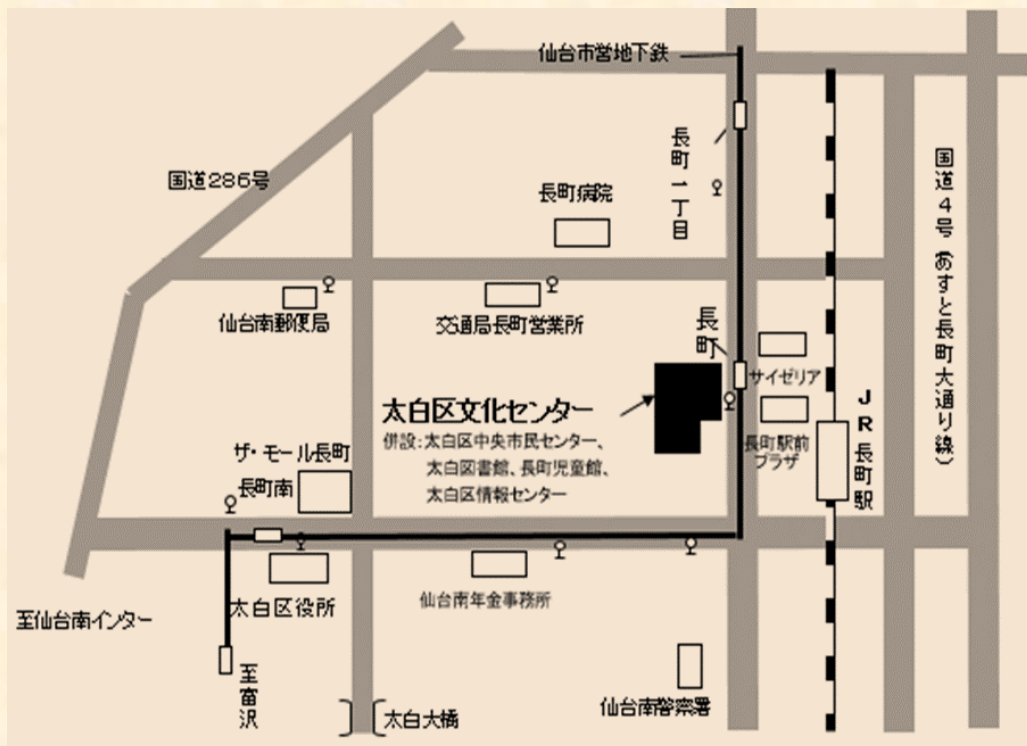 仙台市営地下鉄
長町一丁目
国道286号
長町病院
国道4号(あすと長町大通り線)
仙台南郵便局
交通局長町営業所
長町
サイゼリア
太白区文化センター
併設:太白区中央市民センター、
太白図書館、長町児童館、
太白区情報センター
長町駅前
プラザ
JR長町駅
ザ・モール長町
長町南
太白区役所
仙台南年金事務所
至仙台南インター
至富沢
太白大橋
仙台南警察署